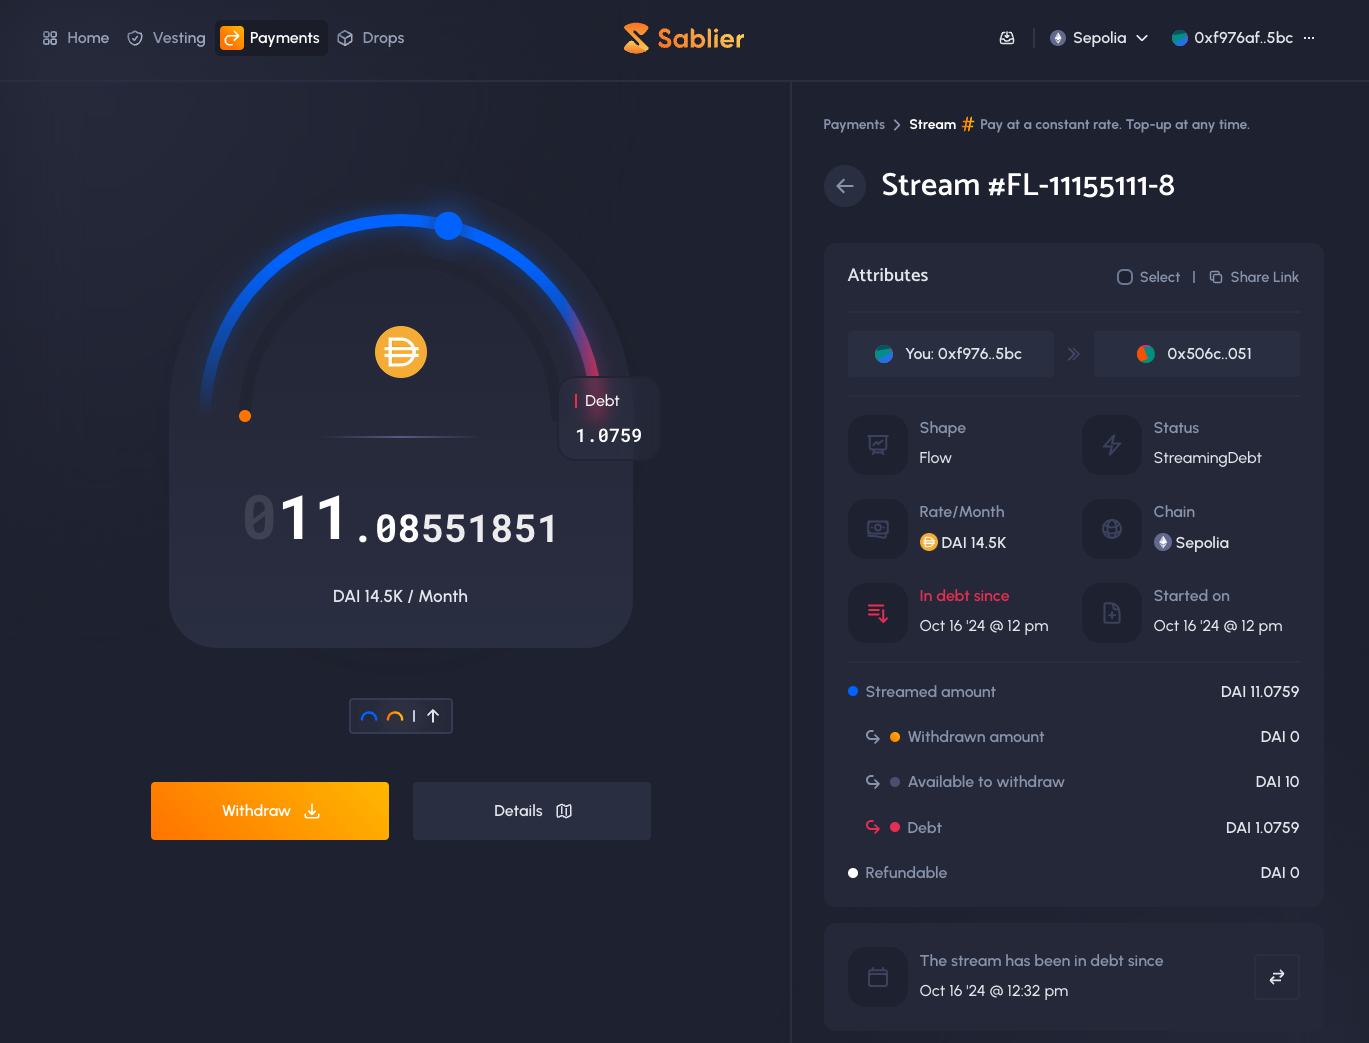 Home Vesting Payments Drops
Sablier
Sepolia 0xf976af..5bc ···
Payments > Stream # Pay at a constant rate. Top-up at any time.
Stream #FL-11155111-8
Debt
1.0759
011.08551851
DAI 14.5K / Month
Withdraw
Details
Attributes
Select | Share Link
You: 0xf976..5bc
0x506c..051
Shape
Flow
Status
StreamingDebt
Rate/Month
DAI 14.5K
Chain
Sepolia
In debt since
Oct 16 '24 @ 12 pm
Started on
Oct 16 '24 @ 12 pm
Streamed amount DAI 11.0759
Withdrawn amount DAI 0
Available to withdraw DAI 10
Debt DAI 1.0759
Refundable DAI 0
The stream has been in debt since
Oct 16 '24 @ 12:32 pm